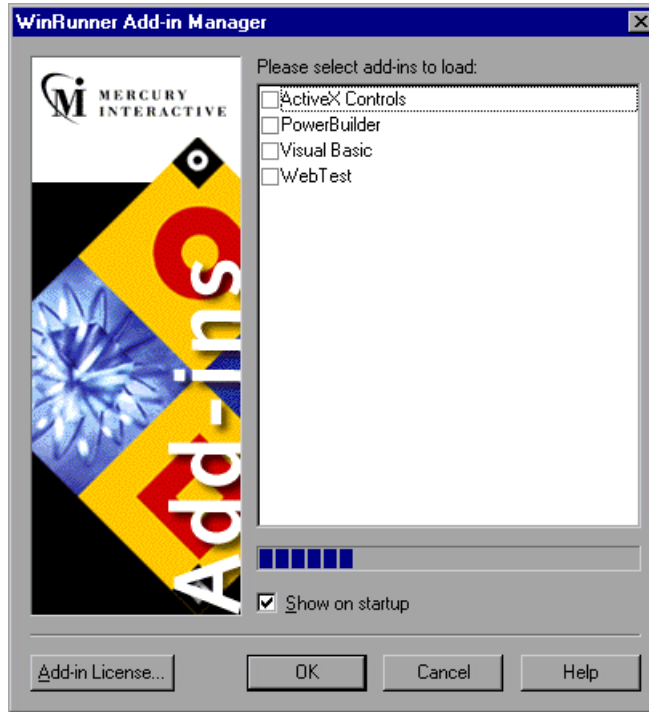 WinRunner Add-in Manager
MERCURY
INTERACTIVE
Add-ins
Please select add-ins to load:
ActiveX Controls
PowerBuilder
Visual Basic
WebTest
Show on startup
Add-in License...
OK
Cancel
Help